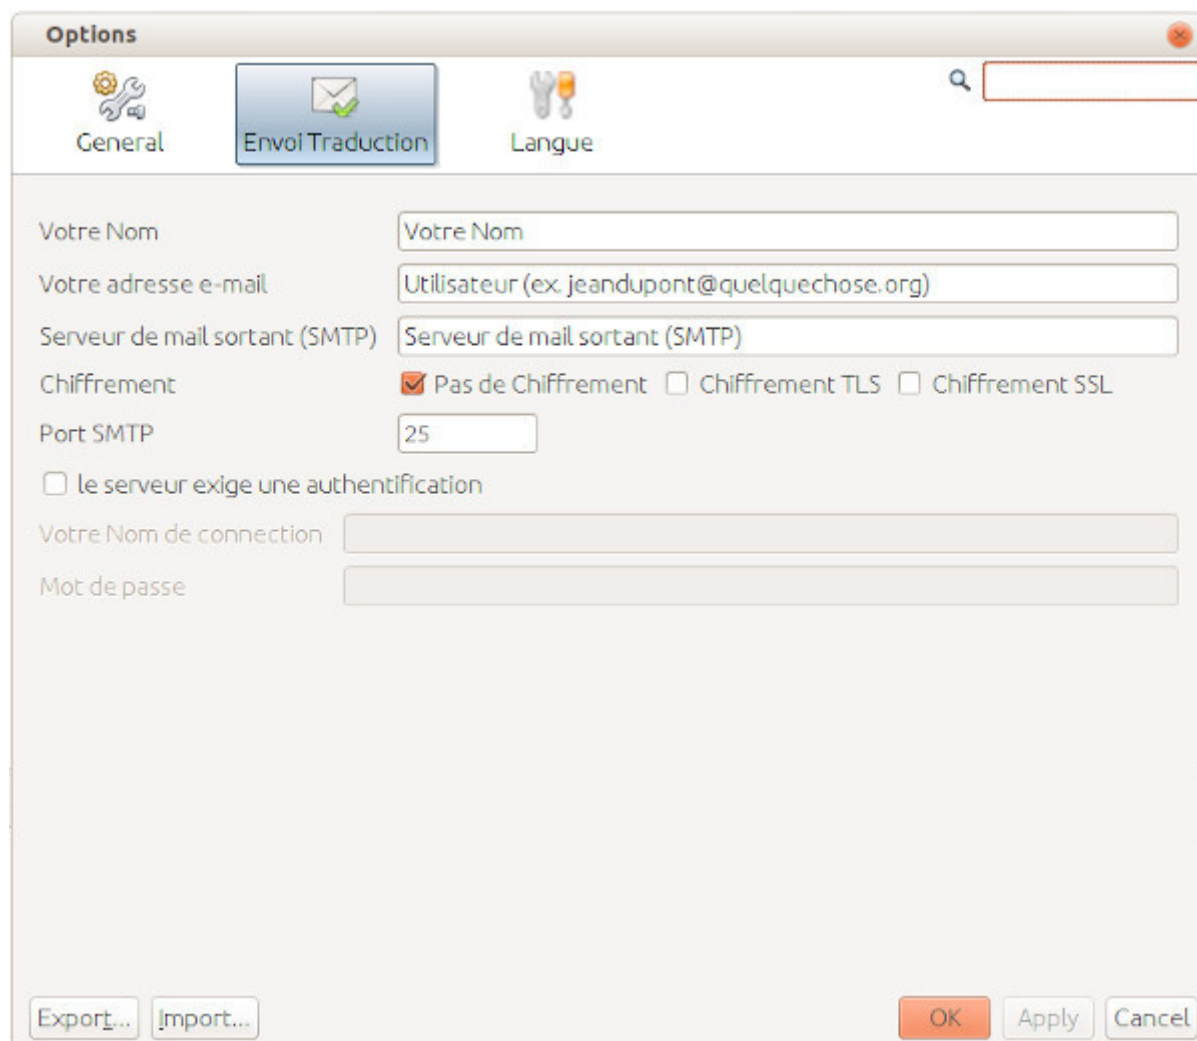 Options
General Envoi Traduction Langue
Votre Nom Votre Nom
Votre adresse e-mail Utilisateur (ex. jeandupont@quelquechose.org)
Serveur de mail sortant (SMTP) Serveur de mail sortant (SMTP)
Chiffrement Pas de Chiffrement Chiffrement TLS Chiffrement SSL
Port SMTP 25
le serveur exige une authentification
Votre Nom de connection
Mot de passe
Export... Import... OK Apply Cancel